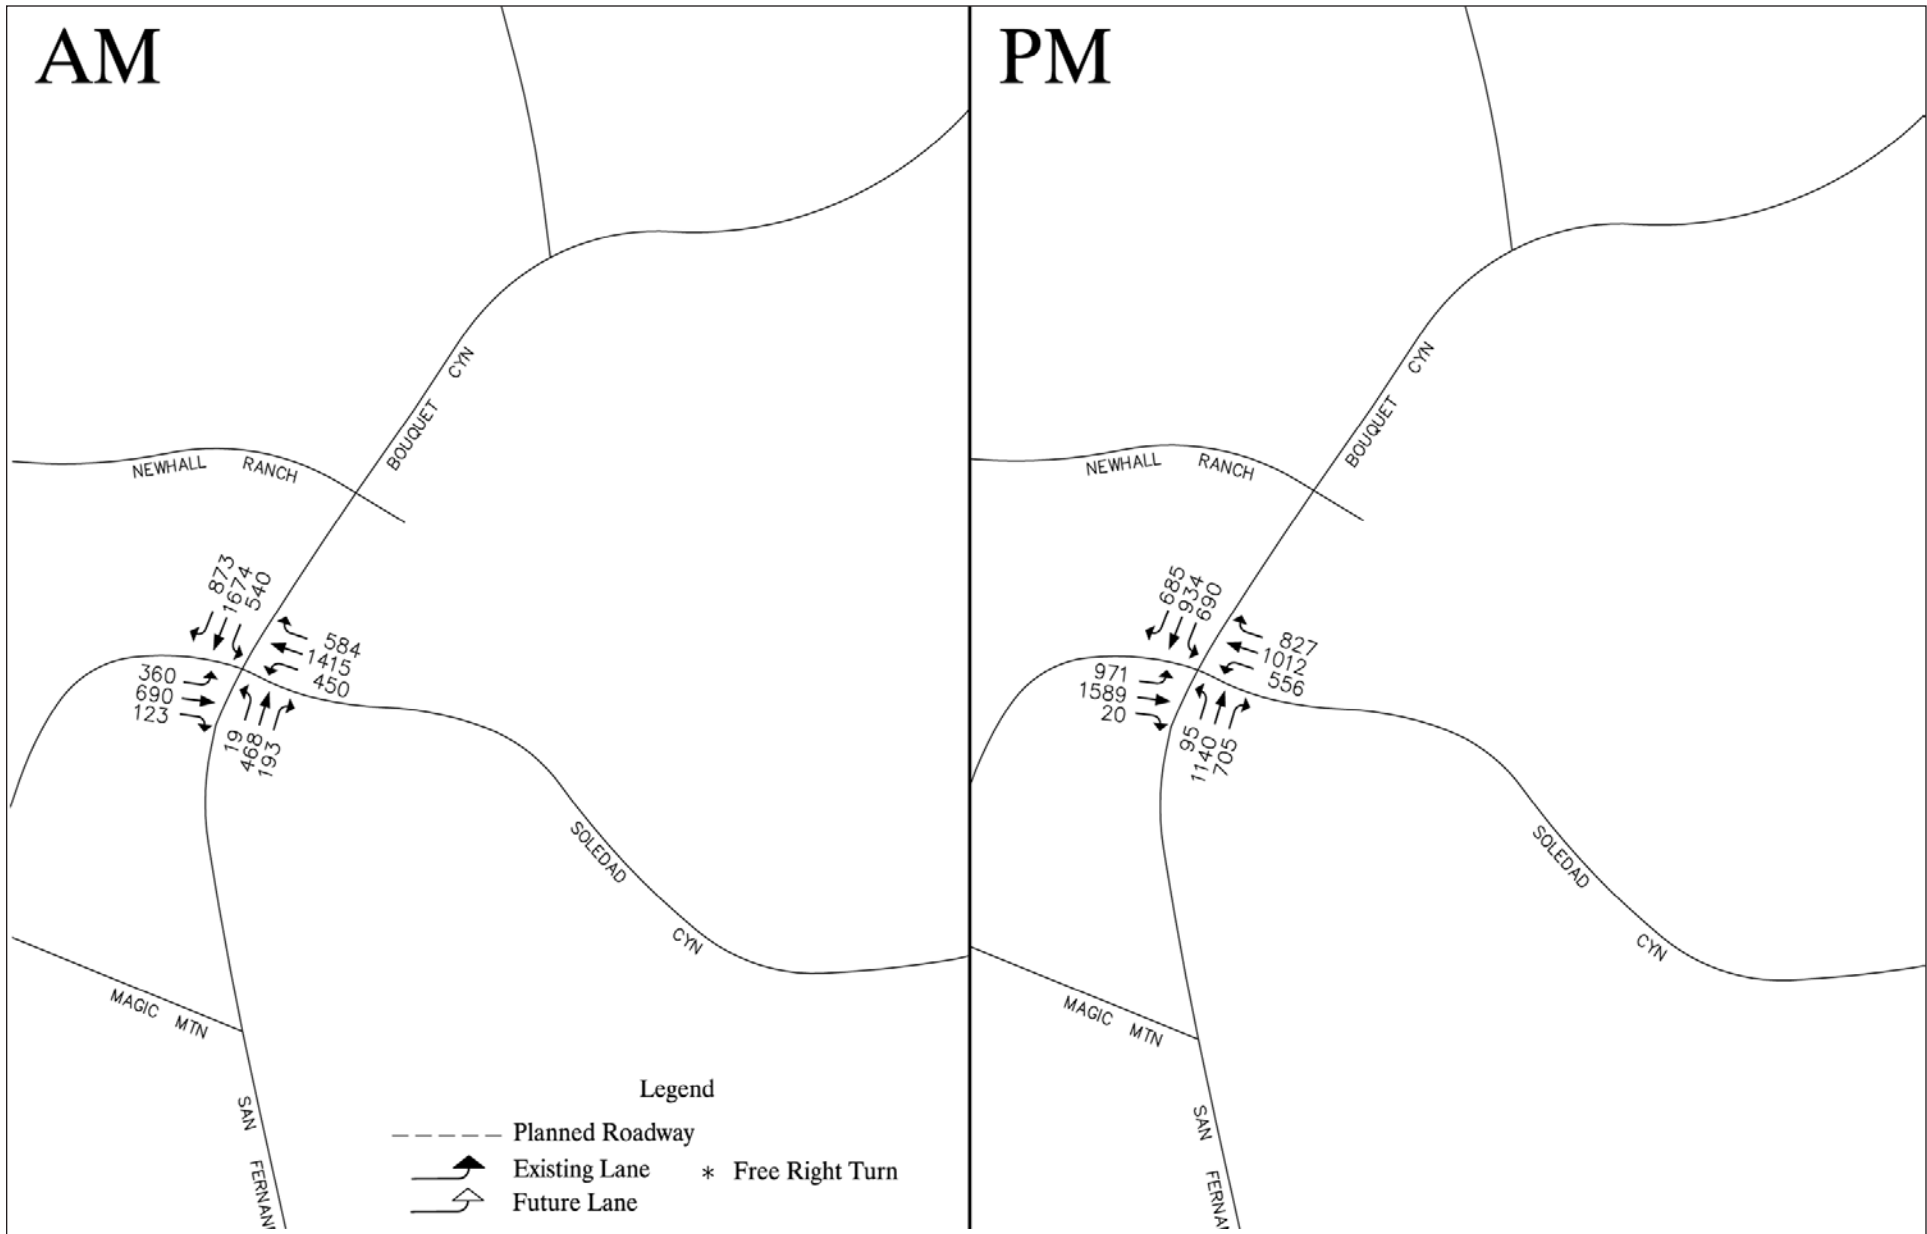 AM
PM
CYN
BOUQUET
NEWHALL RANCH
873
1674
540
584
1415
450
360
690
123
19
468
193
SOLEDAD
CYN
MAGIC MTN
SAN
FERNAN
Legend
Planned Roadway
Existing Lane
* Free Right Turn
Future Lane
CYN
BOUQUET
NEWHALL RANCH
685
934
690
827
1012
556
971
1589
20
95
1140
705
SOLEDAD
CYN
MAGIC MTN
SAN
FERNA